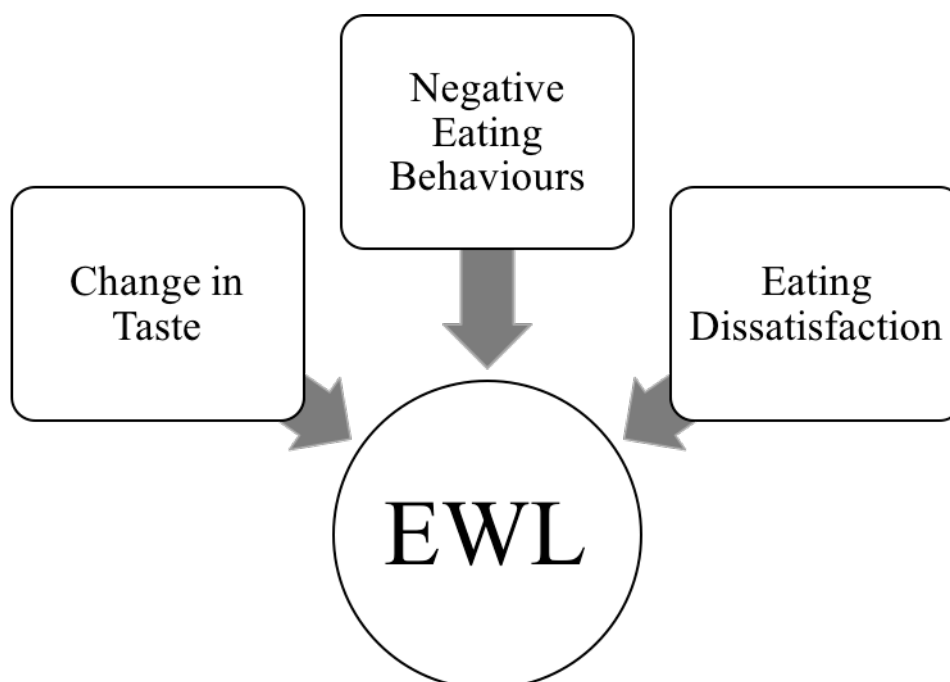 Negative
Eating
Behaviours
Change in
Taste
Eating
Dissatisfaction
EWL